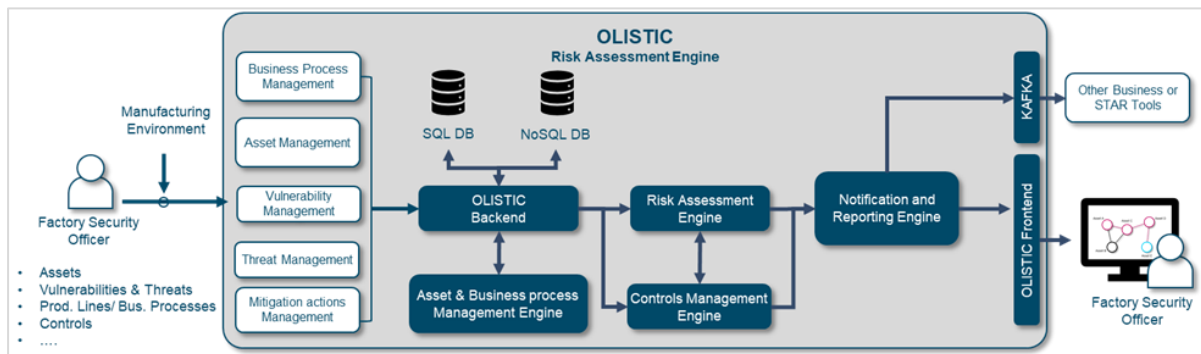 OLISTIC
Risk Assessment Engine
Business Process
Management
Asset Management
Vulnerability
Management
Threat Management
Mitigation actions
Management
Manufacturing
Environment
Factory Security
Officer
• Assets
• Vulnerabilities & Threats
• Prod. Lines/ Bus. Processes
• Controls
• ....
SQL DB
NoSQL DB
OLISTIC
Backend
Asset & Business process
Management Engine
Risk Assessment
Engine
Controls Management
Engine
Notification and
Reporting Engine
KAFKA
OLISTIC Frontend
Other Business or
STAR Tools
Factory Security
Officer